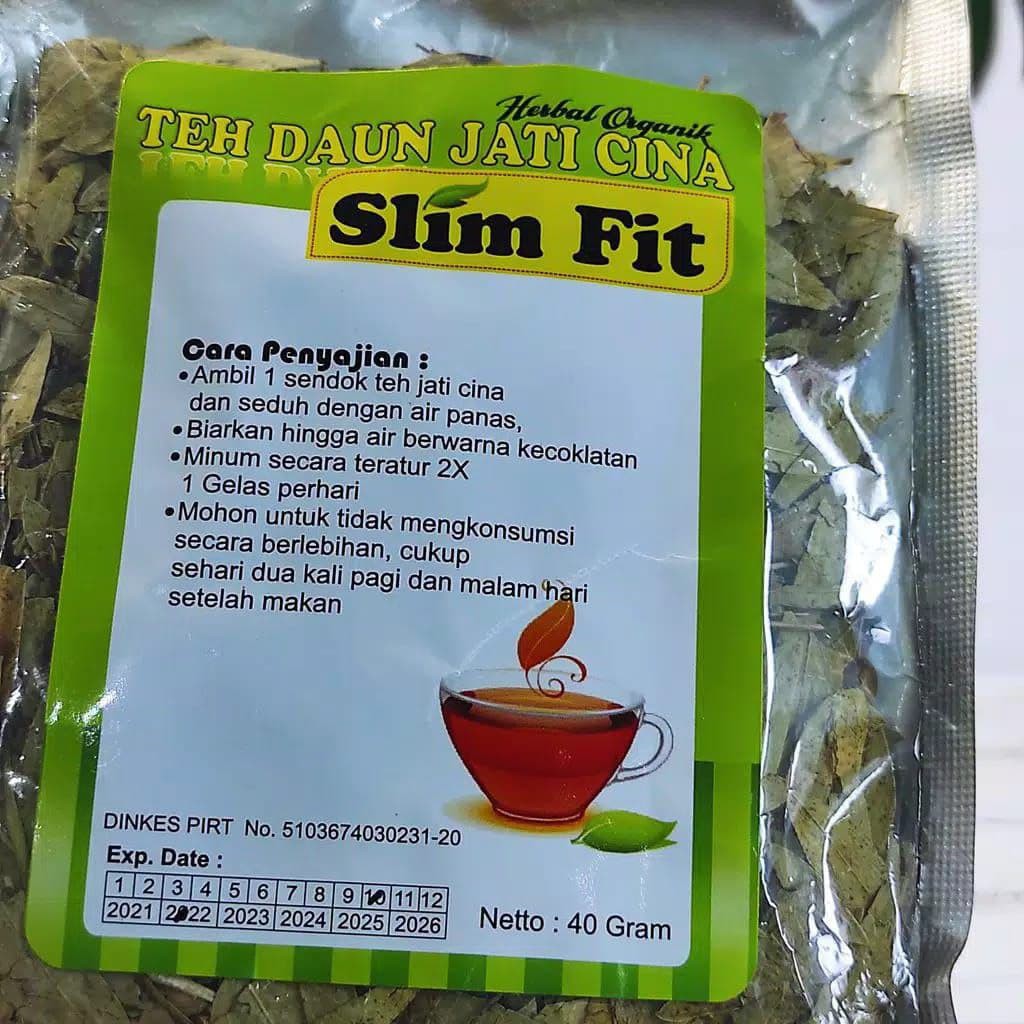 Herbal Organik
TEH DAUN JATI CINA
Slim Fit
Cara Penyajian :
•Ambil 1 sendok teh jati cina
dan seduh dengan air panas,
•Biarkan hingga air berwarna kecoklatan
•Minum secara teratur 2X
1 Gelas perhari
•Mohon untuk tidak mengkonsumsi
secara berlebihan, cukup
sehari dua kali pagi dan malam hari
setelah makan
DINKES PIRT No. 5103674030231-20
Exp. Date :
1 2 3 4 5 6 7 8 9 10 11 12
2021 2022 2023 2024 2025 2026
Netto : 40 Gram